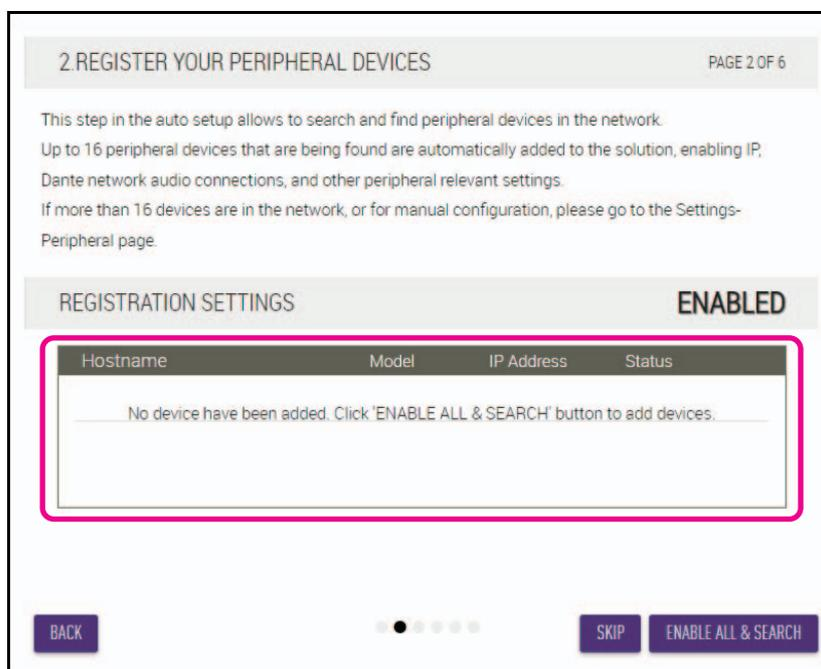 2.REGISTER YOUR PERIPHERAL DEVICES PAGE 2 OF 6
This step in the auto setup allows to search and find peripheral devices in the network.
Up to 16 peripheral devices that are being found are automatically added to the solution, enabling IP,
Dante network audio connections, and other peripheral relevant settings.
If more than 16 devices are in the network, or for manual configuration, please go to the Settings-
Peripheral page.
REGISTRATION SETTINGS ENABLED
Hostname Model IP Address Status
No device have been added. Click 'ENABLE ALL & SEARCH' button to add devices.
BACK SKIP ENABLE ALL & SEARCH